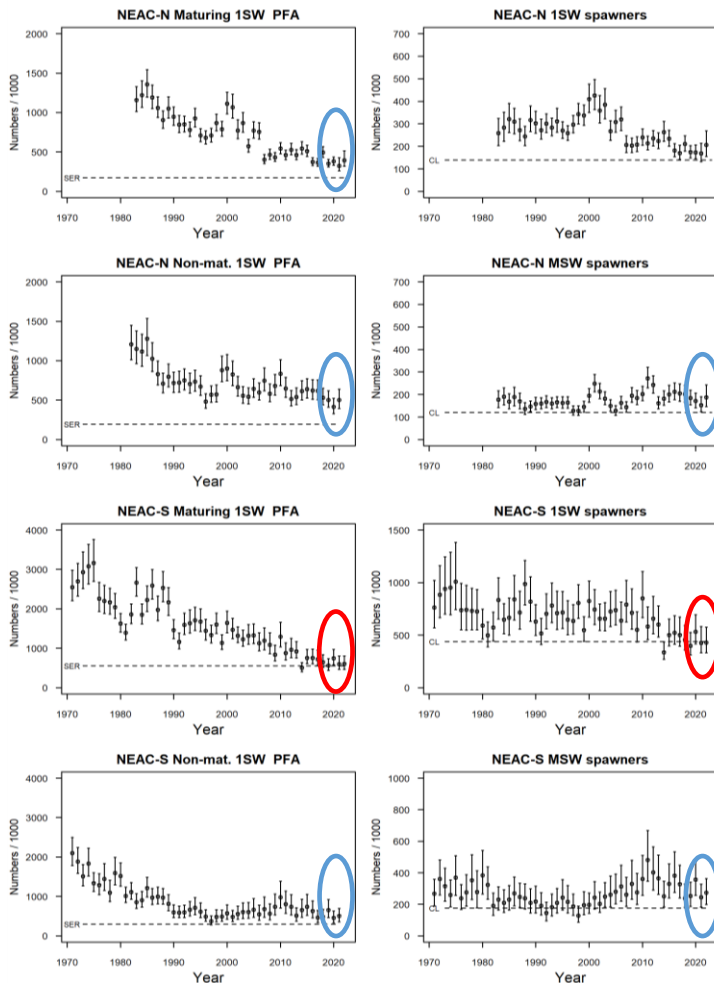 NEAC-N Maturing 1SW PFA
Numbers / 1000
2000
1500
1000
500
0
SER
1970 1980 1990 2000 2010 2020
Year
NEAC-N 1SW spawners
Numbers / 1000
700
600
500
400
300
200
100
0
CL
1970 1980 1990 2000 2010 2020
Year
NEAC-N Non-mat. 1SW PFA
Numbers / 1000
2000
1500
1000
500
0
SER
1970 1980 1990 2000 2010 2020
Year
NEAC-N MSW spawners
Numbers / 1000
700
600
500
400
300
200
100
0
CL
1970 1980 1990 2000 2010 2020
Year
NEAC-S Maturing 1SW PFA
Numbers / 1000
4000
3000
2000
1000
0
SER
1970 1980 1990 2000 2010 2020
Year
NEAC-S 1SW spawners
Numbers / 1000
1500
1000
500
0
CL
1970 1980 1990 2000 2010 2020
Year
NEAC-S Non-mat. 1SW PFA
Numbers / 1000
4000
3000
2000
1000
0
SER
1970 1980 1990 2000 2010 2020
Year
NEAC-S MSW spawners
Numbers / 1000
1000
800
600
400
200
0
CL
1970 1980 1990 2000 2010 2020
Year